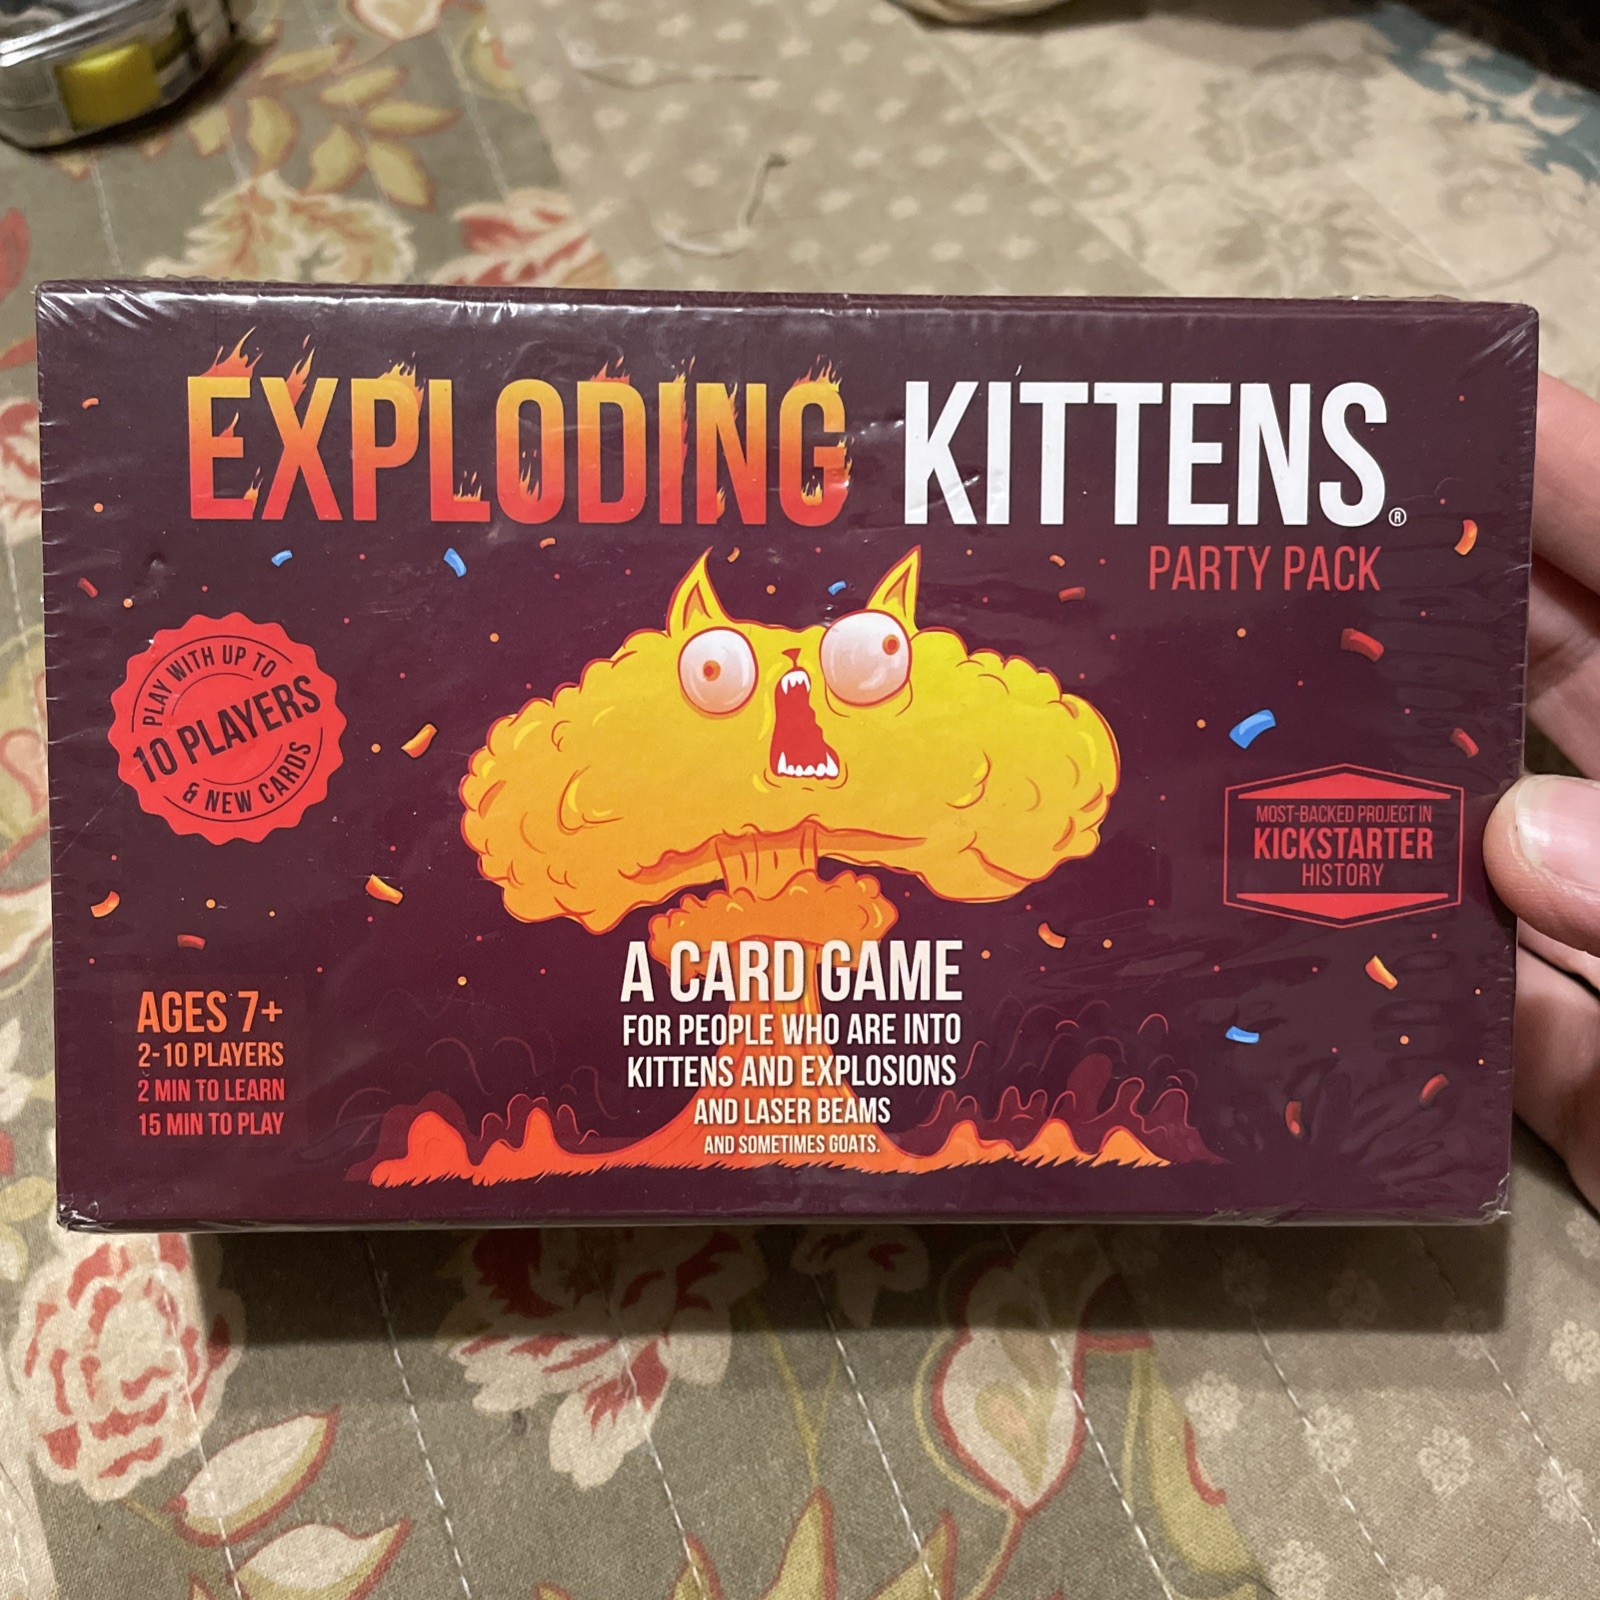 EXPLODING KITTENS®
PARTY PACK
PLAY WITH UP TO
10 PLAYERS
& NEW CARDS
MOST-BACKED PROJECT IN
KICKSTARTER
HISTORY
A CARD GAME
FOR PEOPLE WHO ARE INTO
KITTENS AND EXPLOSIONS
AND LASER BEAMS
AND SOMETIMES GOATS.
AGES 7+
2-10 PLAYERS
2 MIN TO LEARN
15 MIN TO PLAY